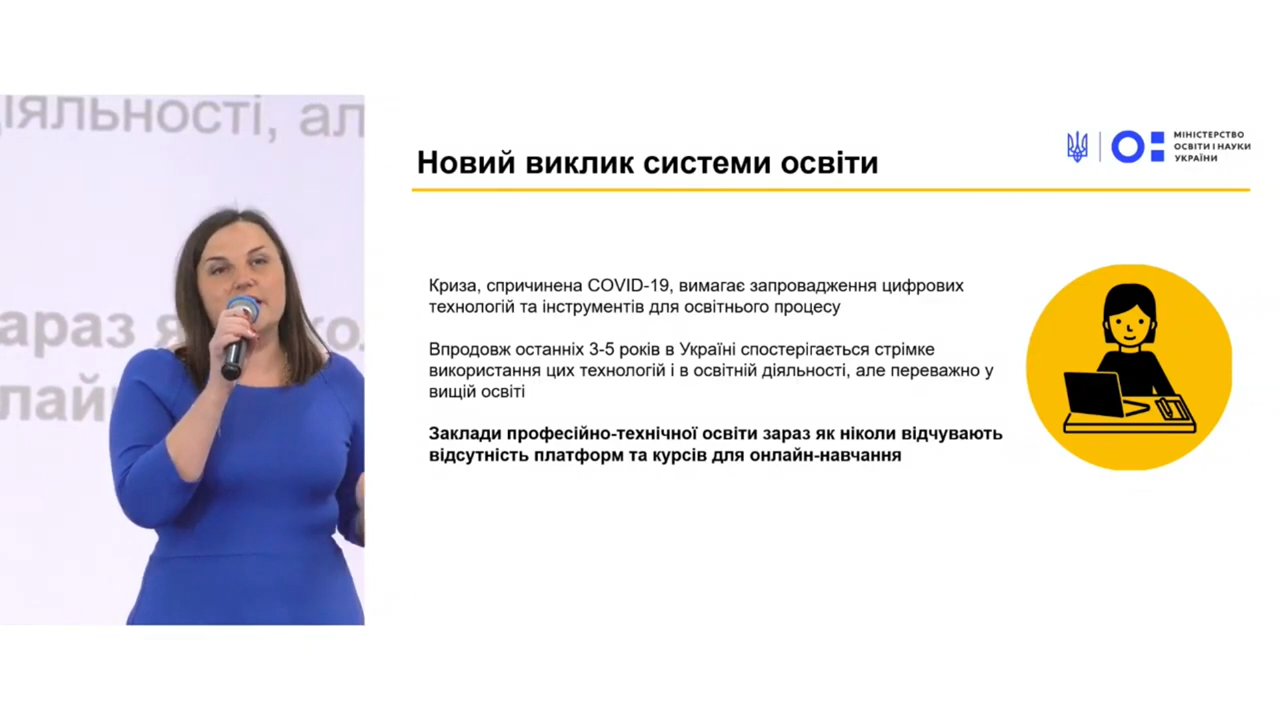 іяльності, ал
Новий виклик системи освіти
МІНІСТЕРСТВО
ОСВІТИ І НАУКИ
УКРАЇНИ
Криза, спричинена COVID-19, вимагає запровадження цифрових
технологій та інструментів для освітнього процесу
Впродовж останніх 3-5 років в Україні спостерігається стрімке
використання цих технологій і в освітній діяльності, але переважно у
вищій освіті
Заклади професійно-технічної освіти зараз як ніколи відчувають
відсутність платформ та курсів для онлайн-навчання